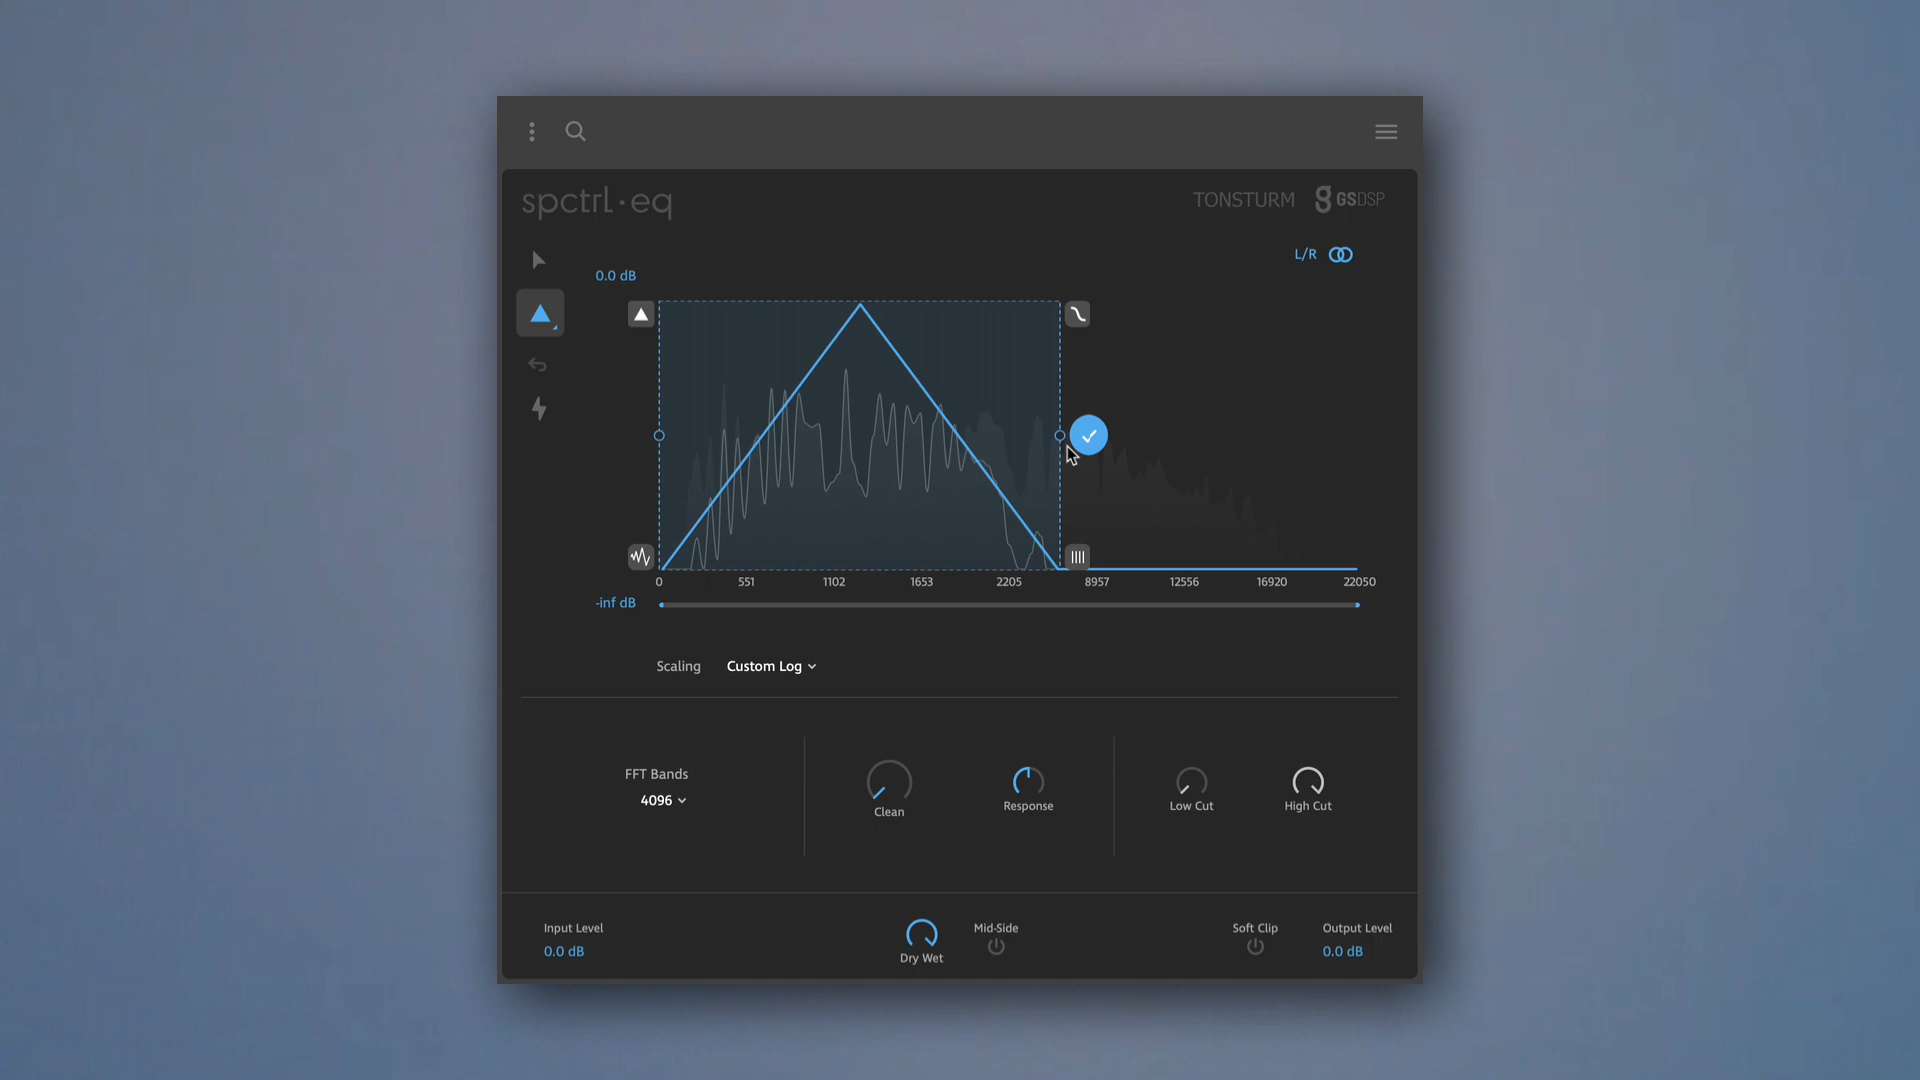 spctrl·eq
TONSTURM
GSDSP
L/R
0.0 dB
0 551 1102 1653 2205 8957 12556 16920 22050
-inf dB
Scaling Custom Log
FFT Bands
4096
Clean
Response
Low Cut
High Cut
Input Level
0.0 dB
Dry Wet
Mid-Side
Soft Clip
Output Level
0.0 dB